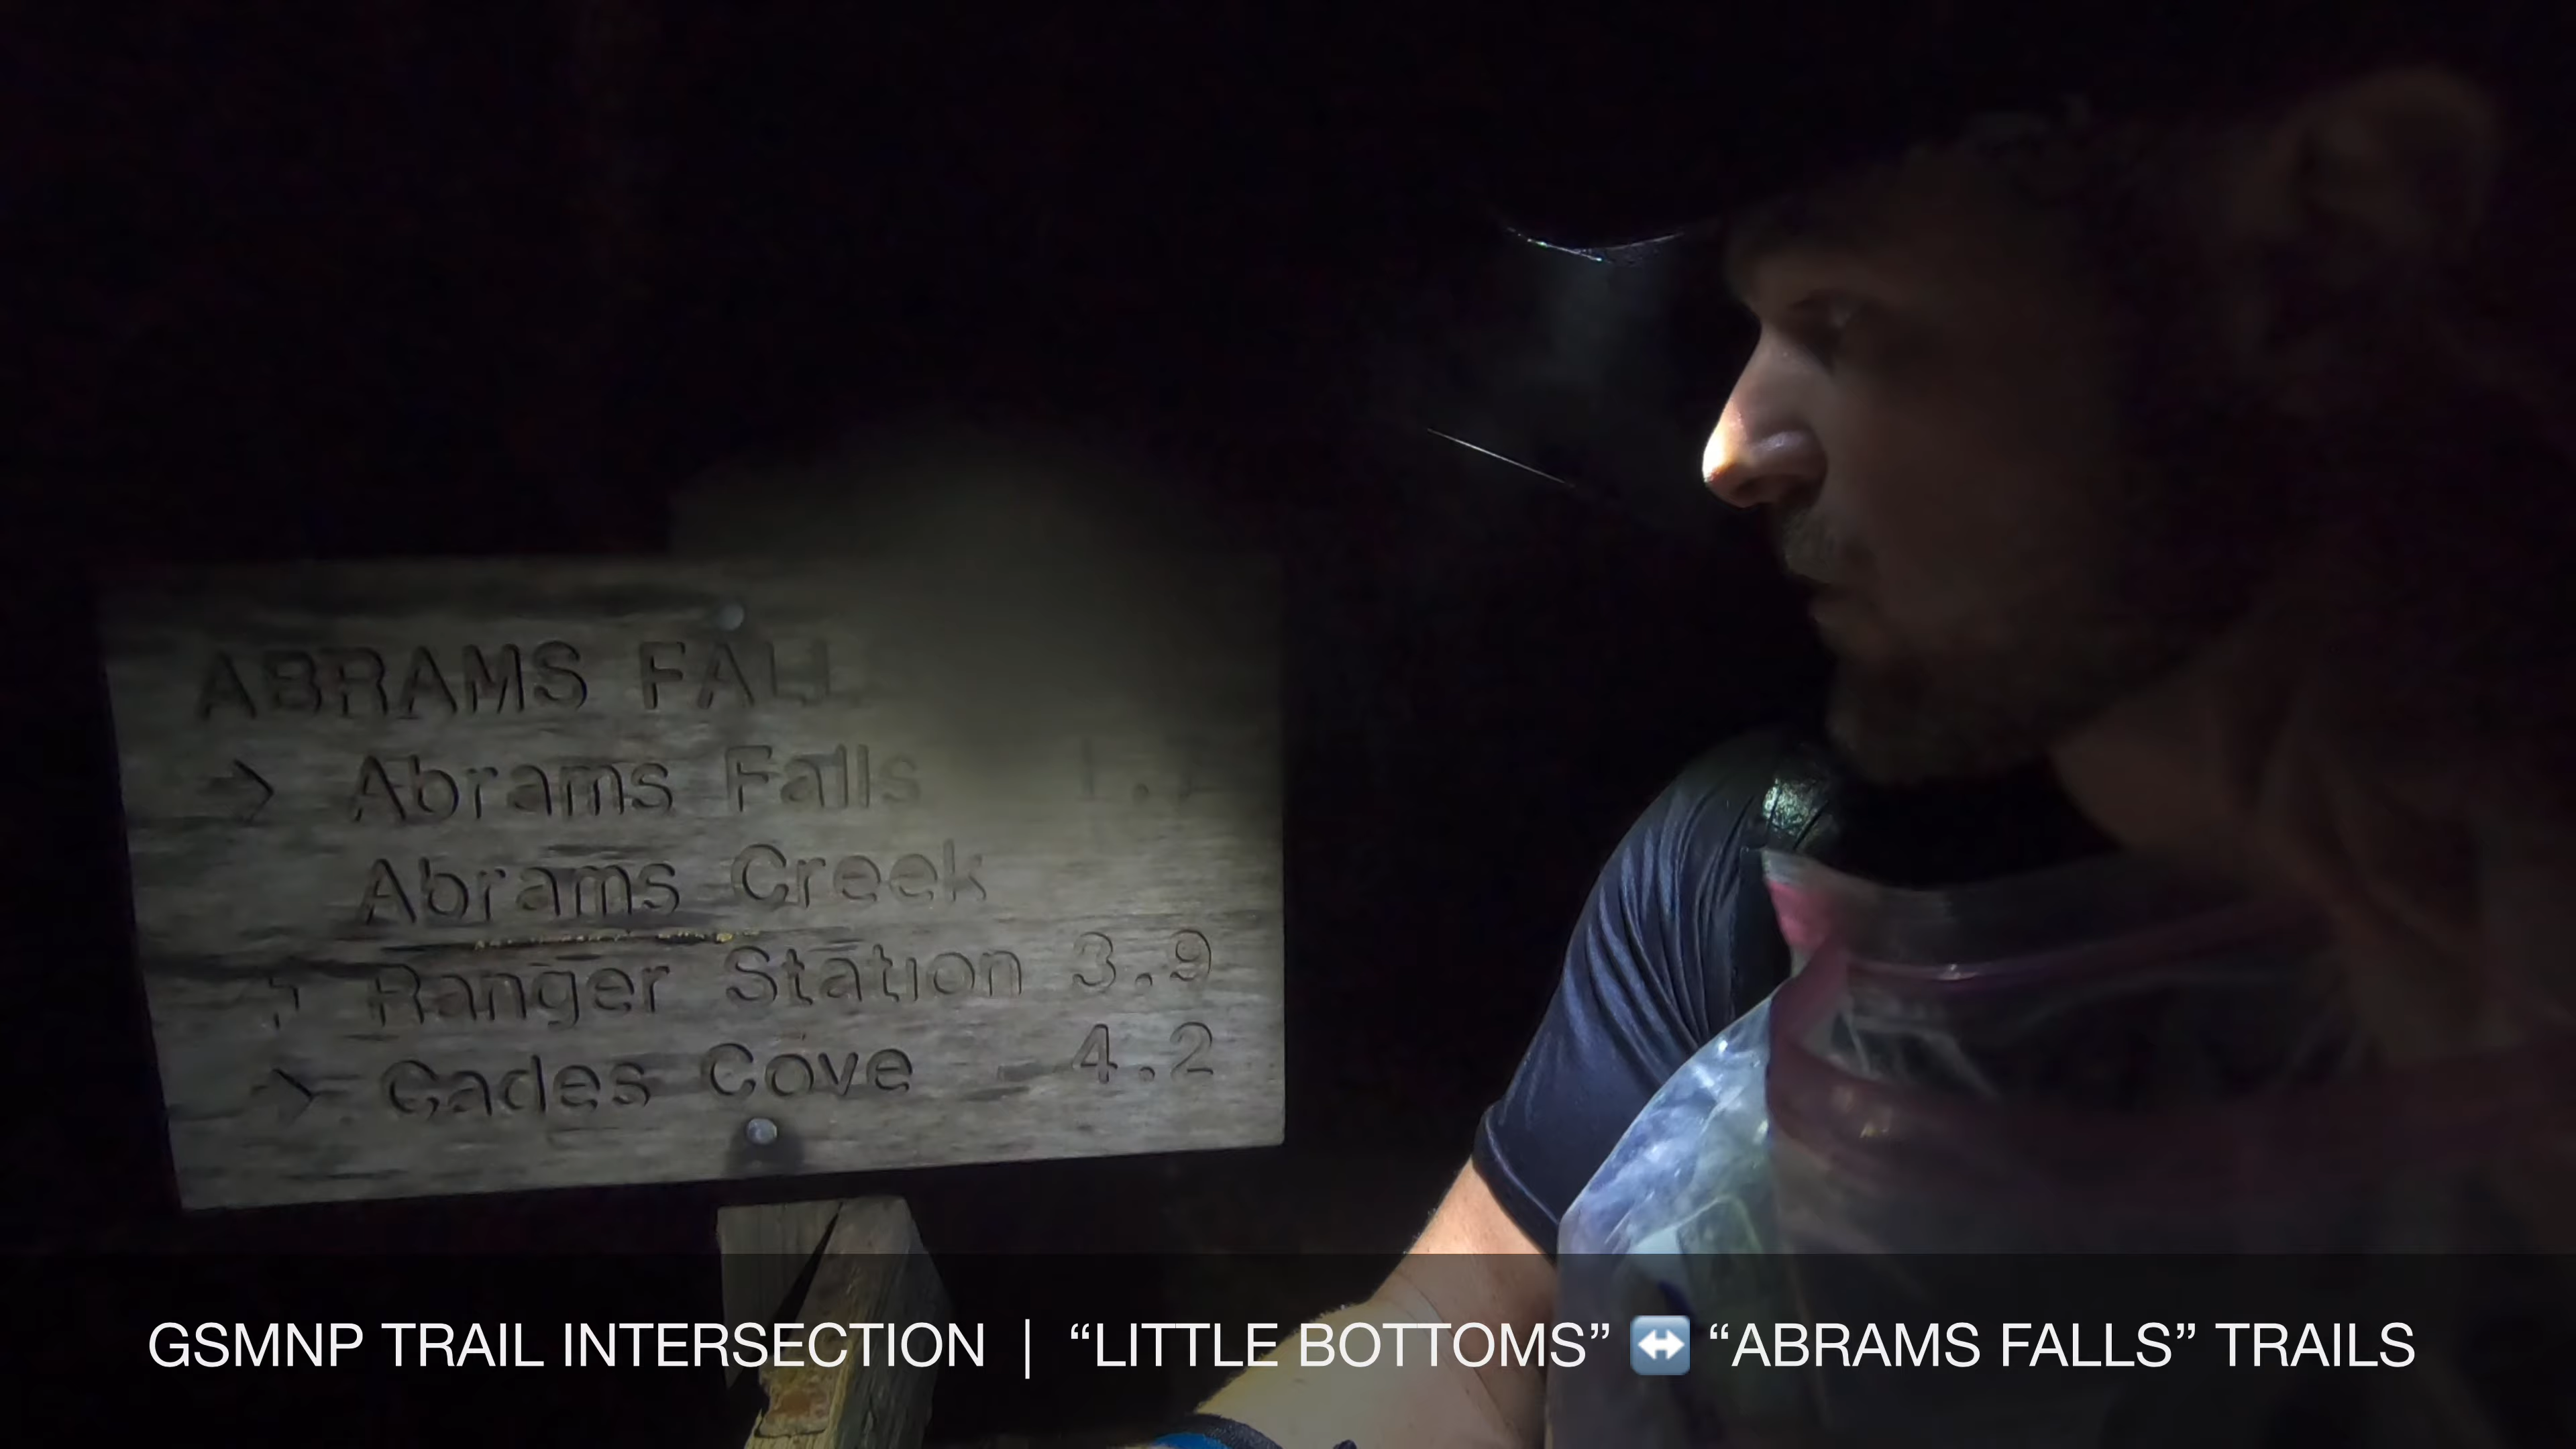 ABRAMS FALL
→ Abrams Falls
Abrams Creek
Ranger Station 3.9
→ Cades Cove 4.2
GSMNP TRAIL INTERSECTION | “LITTLE BOTTOMS” ↔️ “ABRAMS FALLS” TRAILS